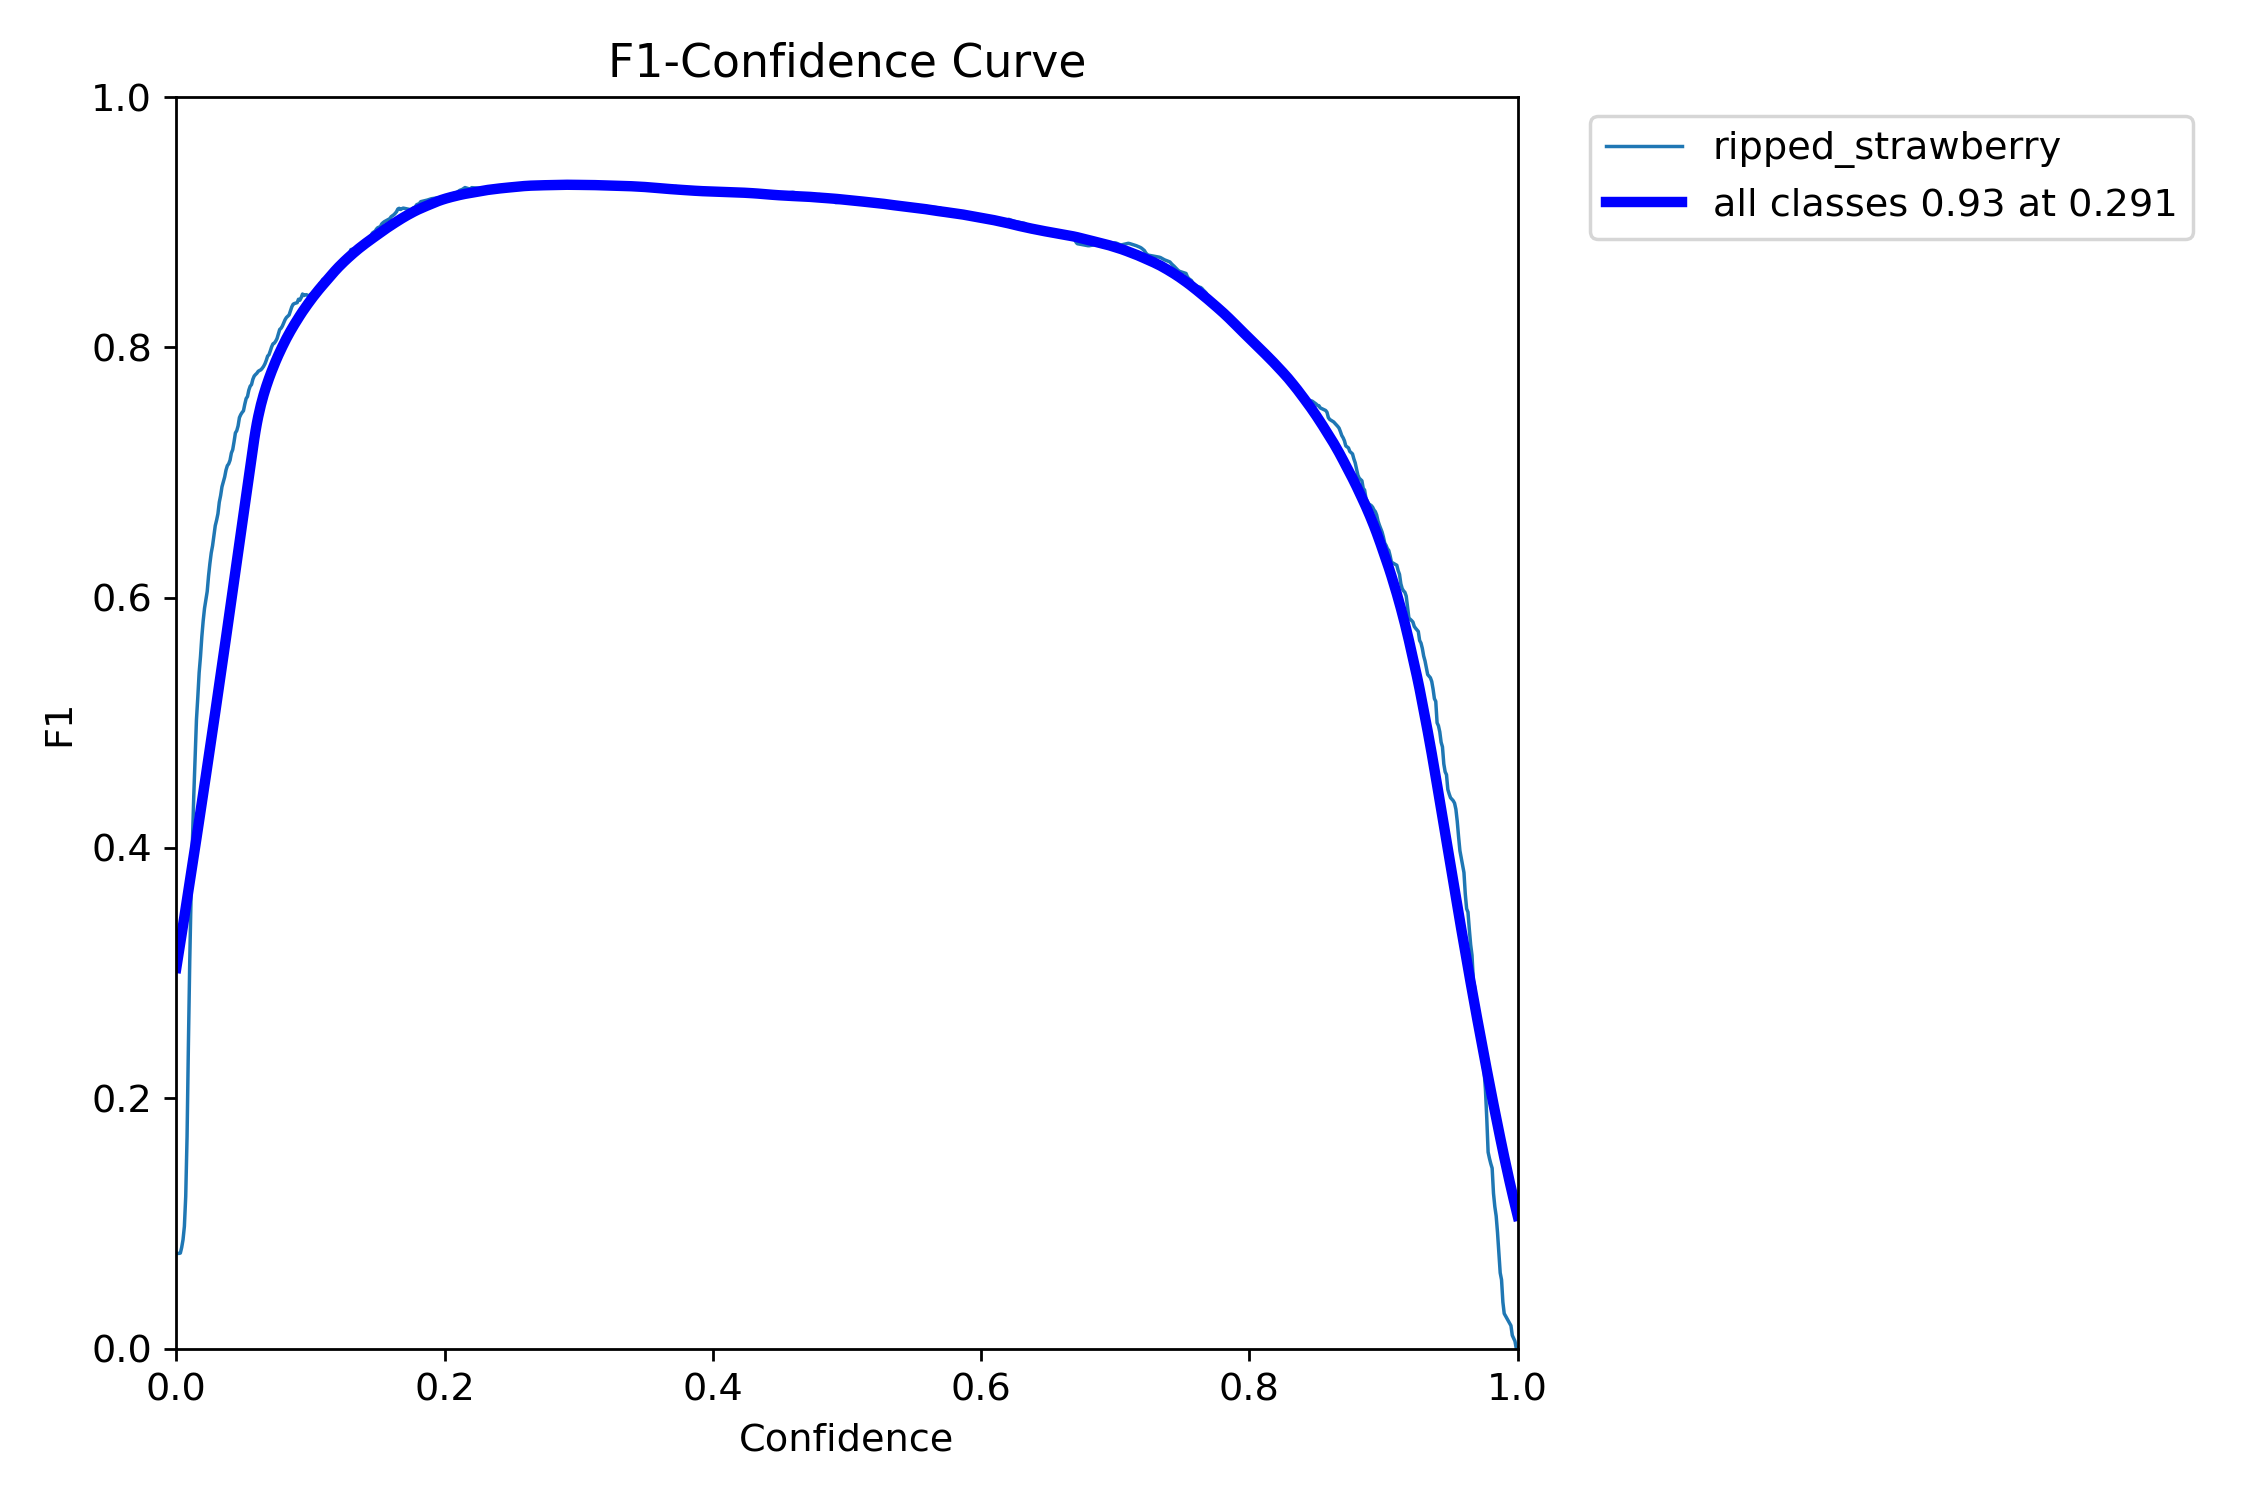 F1-Confidence Curve
ripped_strawberry
all classes 0.93 at 0.291
F1
1.0
0.8
0.6
0.4
0.2
0.0
0.0 0.2 0.4 0.6 0.8 1.0
Confidence